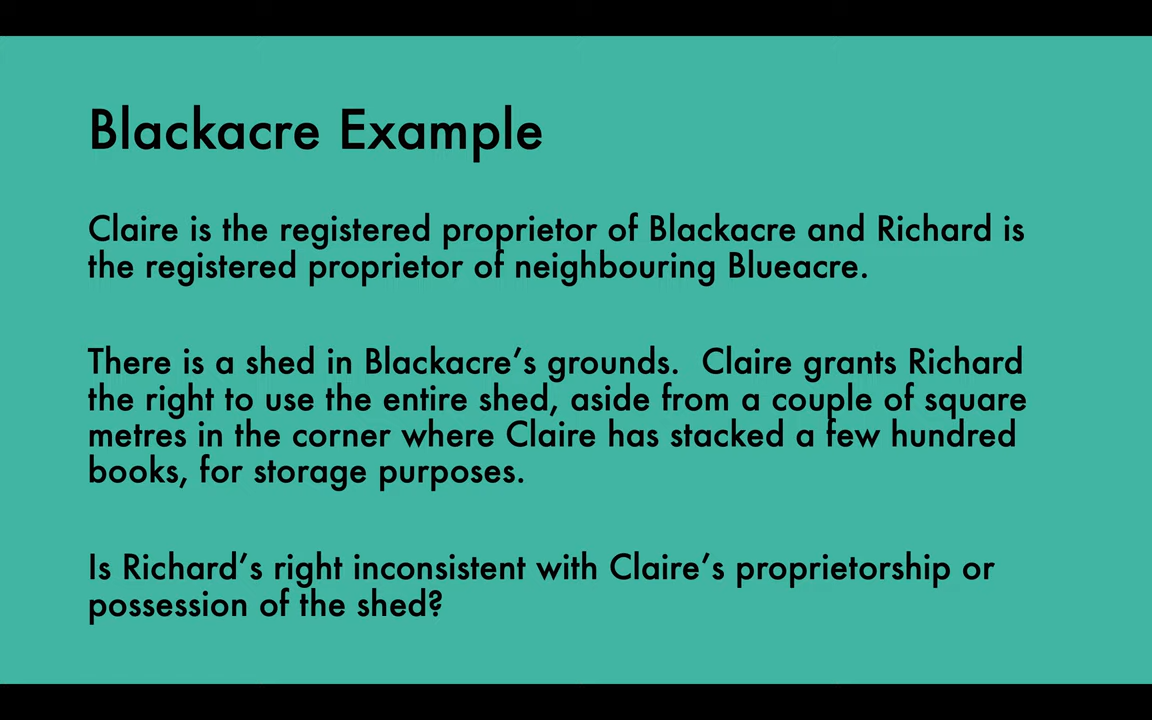 Blackacre Example
Claire is the registered proprietor of Blackacre and Richard is
the registered proprietor of neighbouring Blueacre.
There is a shed in Blackacre’s grounds.  Claire grants Richard
the right to use the entire shed, aside from a couple of square
metres in the corner where Claire has stacked a few hundred
books, for storage purposes.
Is Richard’s right inconsistent with Claire’s proprietorship or
possession of the shed?